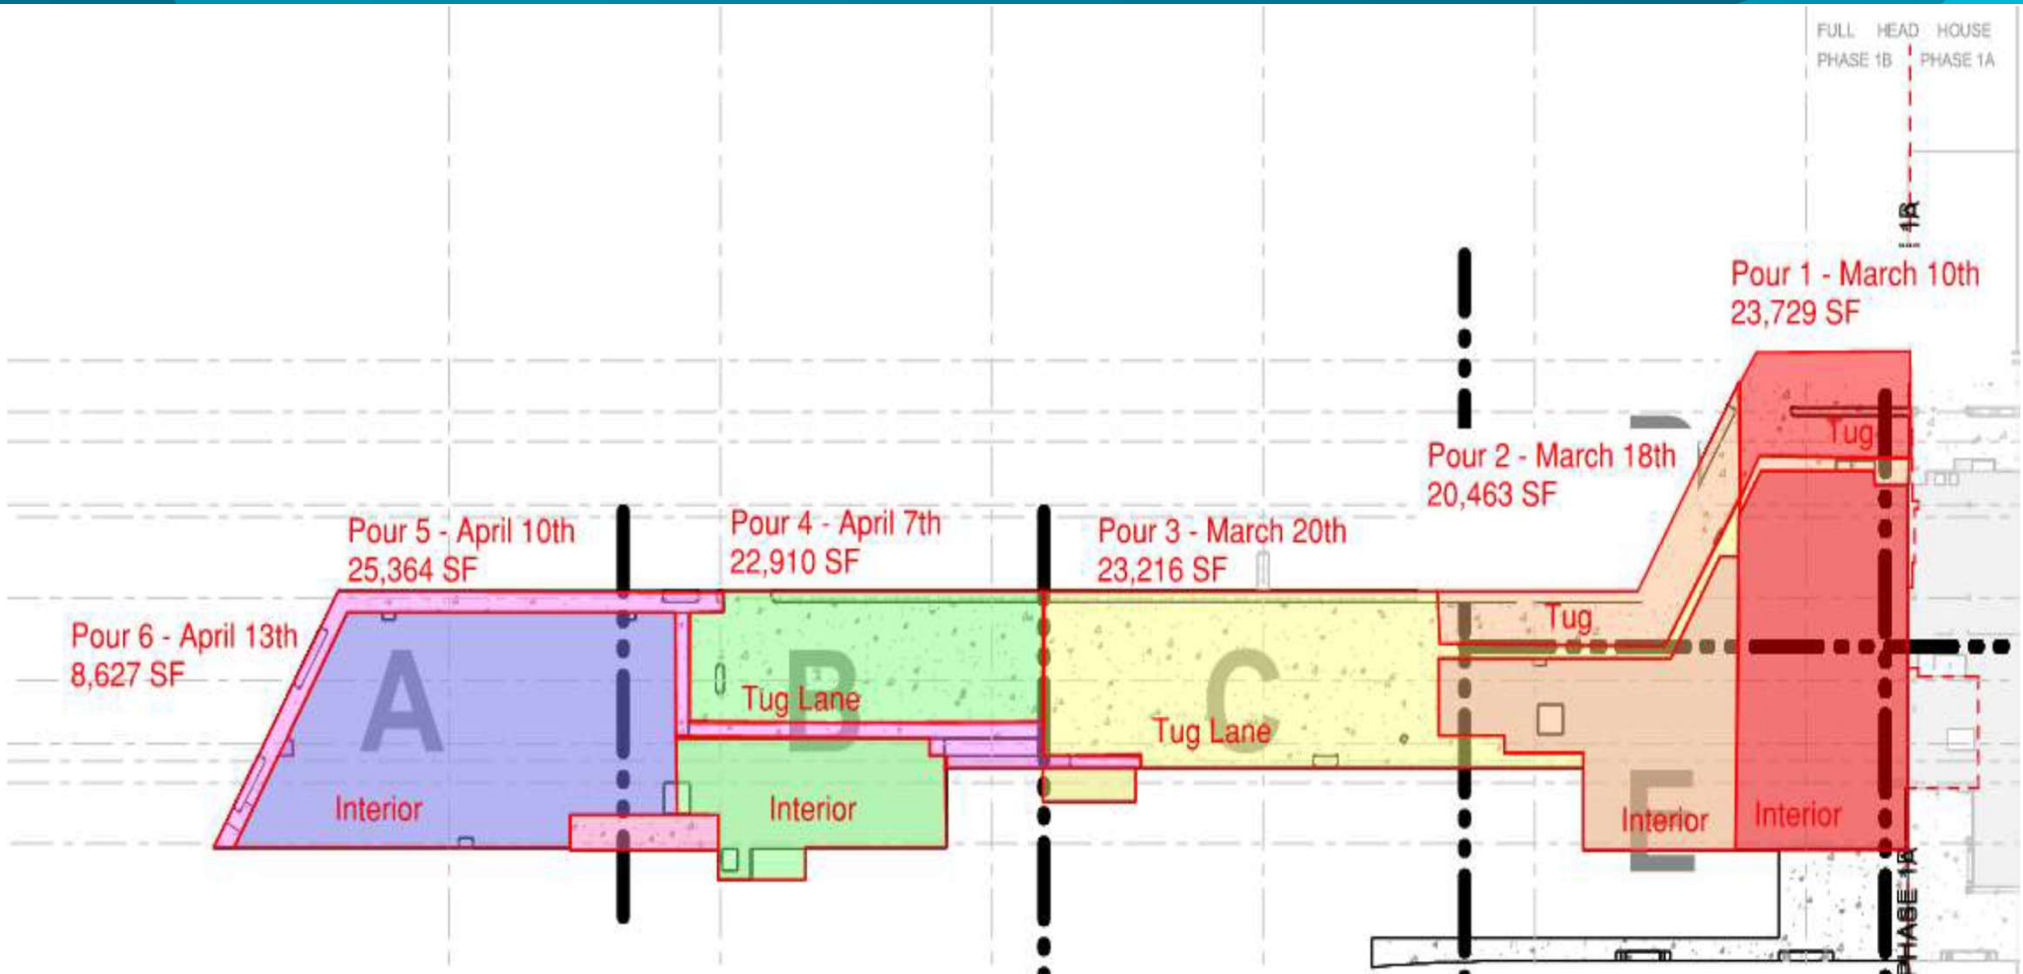 FULL HEAD HOUSE
PHASE 1B PHASE 1A
Pour 1 - March 10th
23,729 SF
Tug
Pour 2 - March 18th
20,463 SF
Pour 5 - April 10th
25,364 SF
Pour 4 - April 7th
22,910 SF
Pour 3 - March 20th
23,216 SF
Tug
Pour 6 - April 13th
8,627 SF
A
B
C
Tug Lane
Tug Lane
Interior
Interior
Interior
Interior
E
PHASE 1A